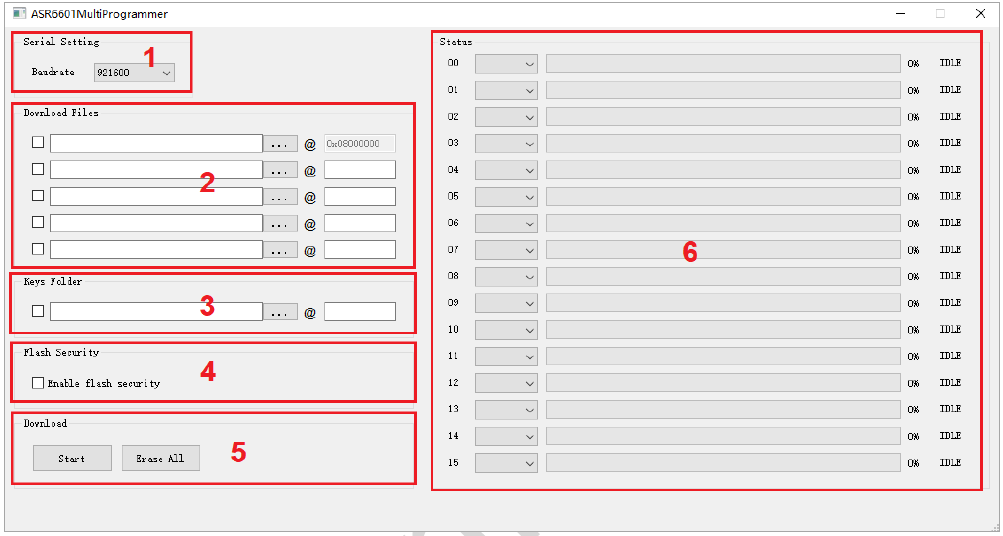 ASR6601MultiProgrammer
Serial Setting
1
Baudrate 921600
Download Files
... @ 0x08000000
... @
2
... @
... @
... @
Keys Folder
3
... @
Flash Security
4
Enable flash security
Download
5
Start Erase All
Status
00 0% IDLE
01 0% IDLE
02 0% IDLE
03 0% IDLE
04 0% IDLE
05 0% IDLE
06 0% IDLE
07 0% IDLE
6
08 0% IDLE
09 0% IDLE
10 0% IDLE
11 0% IDLE
12 0% IDLE
13 0% IDLE
14 0% IDLE
15 0% IDLE